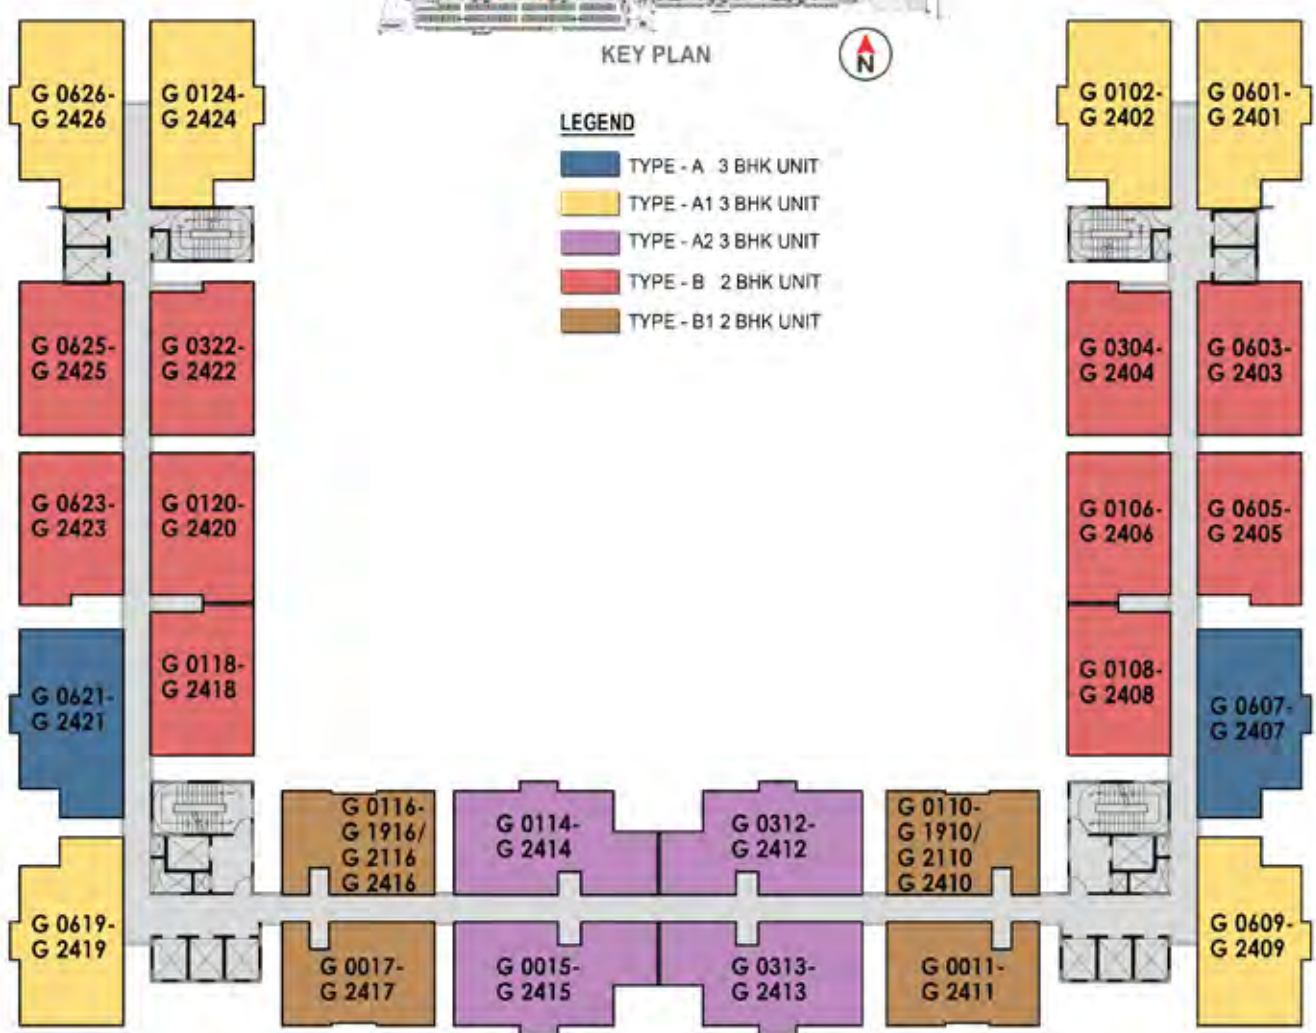 KEY PLAN
N
LEGEND
TYPE - A 3 BHK UNIT
TYPE - A1 3 BHK UNIT
TYPE - A2 3 BHK UNIT
TYPE - B 2 BHK UNIT
TYPE - B1 2 BHK UNIT
G 0626-
G 2426
G 0124-
G 2424
G 0102-
G 2402
G 0601-
G 2401
G 0625-
G 2425
G 0322-
G 2422
G 0304-
G 2404
G 0603-
G 2403
G 0623-
G 2423
G 0120-
G 2420
G 0106-
G 2406
G 0605-
G 2405
G 0621-
G 2421
G 0118-
G 2418
G 0108-
G 2408
G 0607-
G 2407
G 0116-
G 1916/
G 2116
G 2416
G 0114-
G 2414
G 0312-
G 2412
G 0110-
G 1910/
G 2110
G 2410
G 0619-
G 2419
G 0017-
G 2417
G 0015-
G 2415
G 0313-
G 2413
G 0011-
G 2411
G 0609-
G 2409